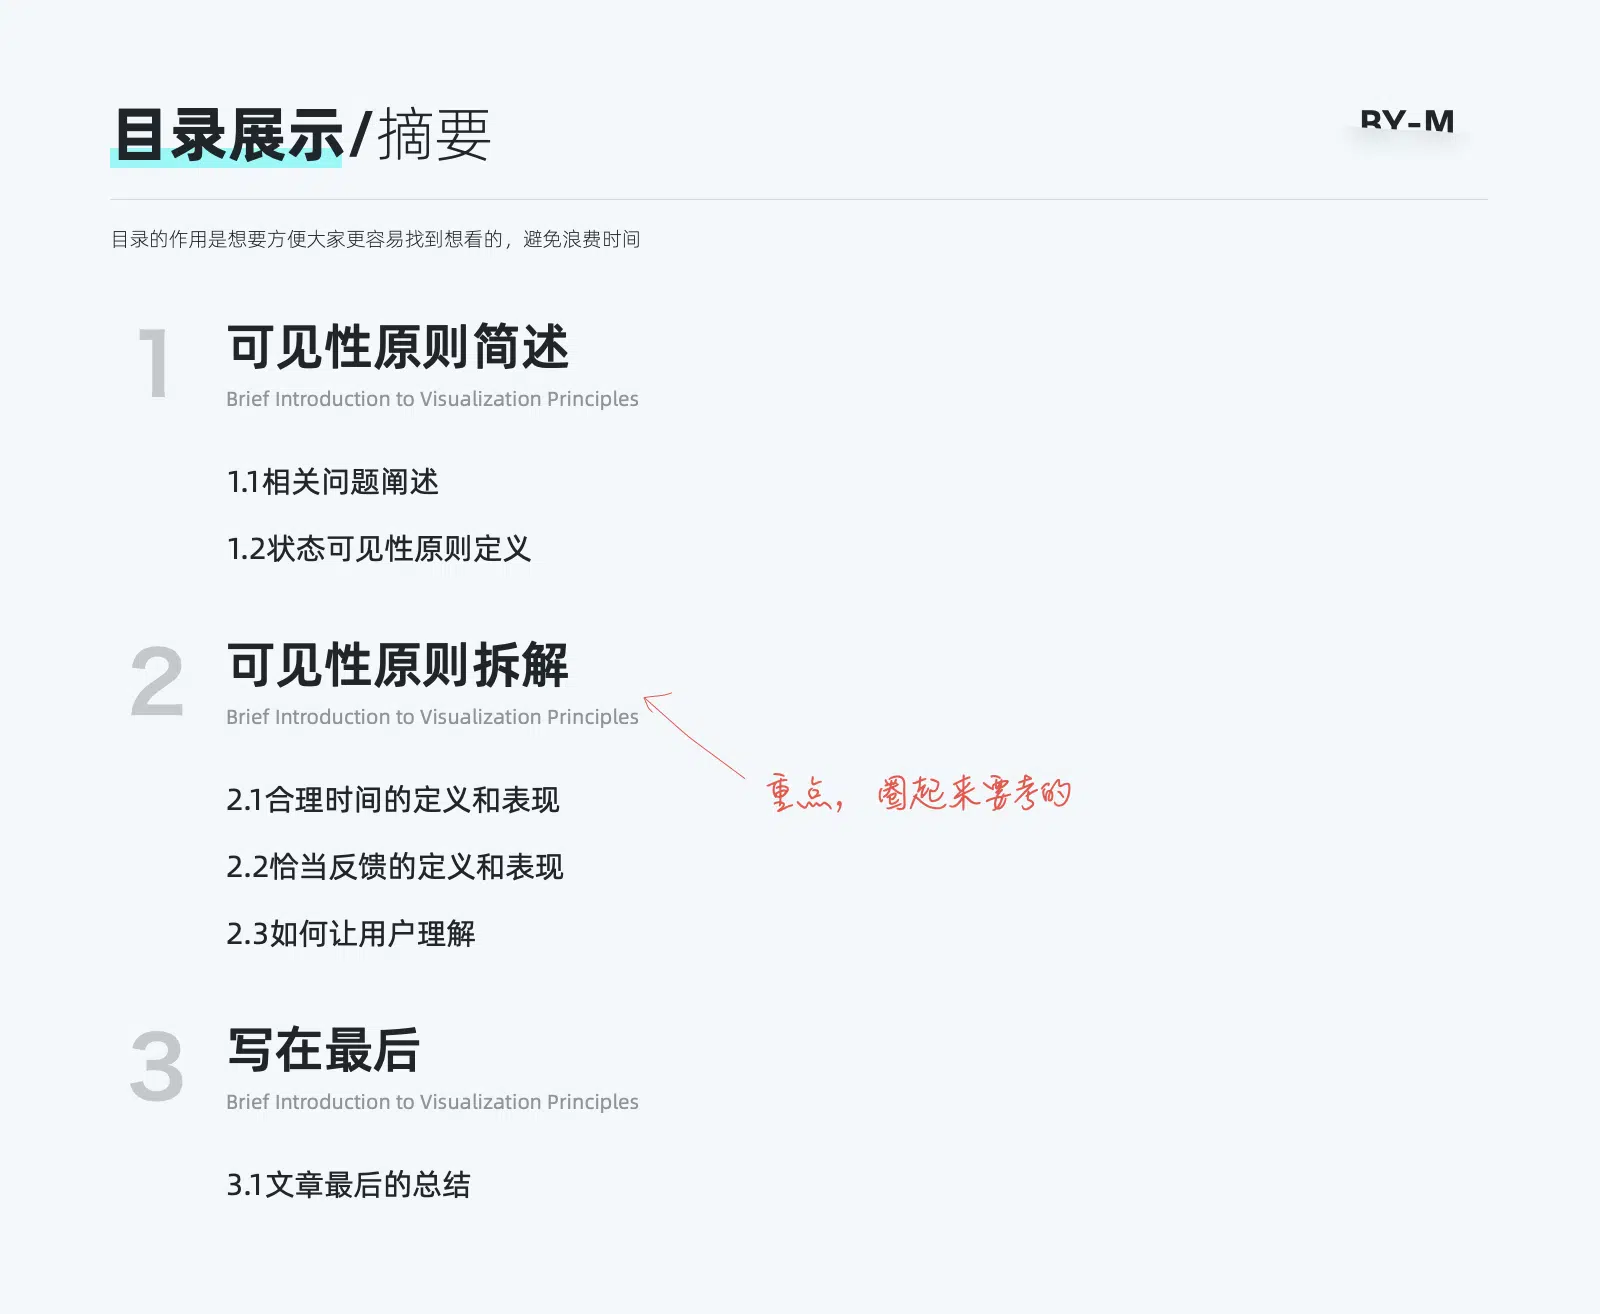 目录展示/摘要
BY-M
目录的作用是想要方便大家更容易找到想看的，避免浪费时间
1
可见性原则简述
Brief Introduction to Visualization Principles
1.1相关问题阐述
1.2状态可见性原则定义
2
可见性原则拆解
Brief Introduction to Visualization Principles
重点，圈起来要考的
2.1合理时间的定义和表现
2.2恰当反馈的定义和表现
2.3如何让用户理解
3
写在最后
Brief Introduction to Visualization Principles
3.1文章最后的总结